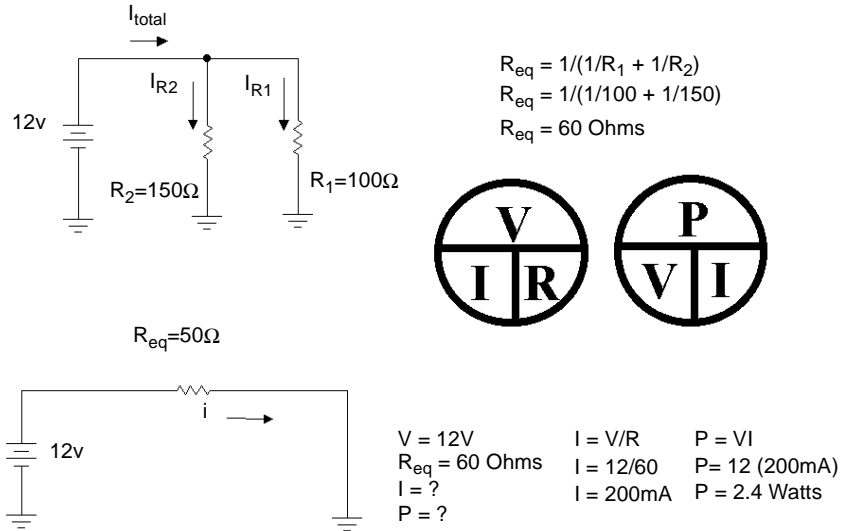 I_total
R_eq = 1/(1/R_1 + 1/R_2)
I_R2 I_R1
R_eq = 1/(1/100 + 1/150)
12v
R_eq = 60 Ohms
R_2=150Ω R_1=100Ω
V
I R
P
V I
R_eq=50Ω
i
12v
V = 12V
R_eq = 60 Ohms
I = ?
P = ?
I = V/R
I = 12/60
I = 200mA
P = VI
P= 12 (200mA)
P = 2.4 Watts